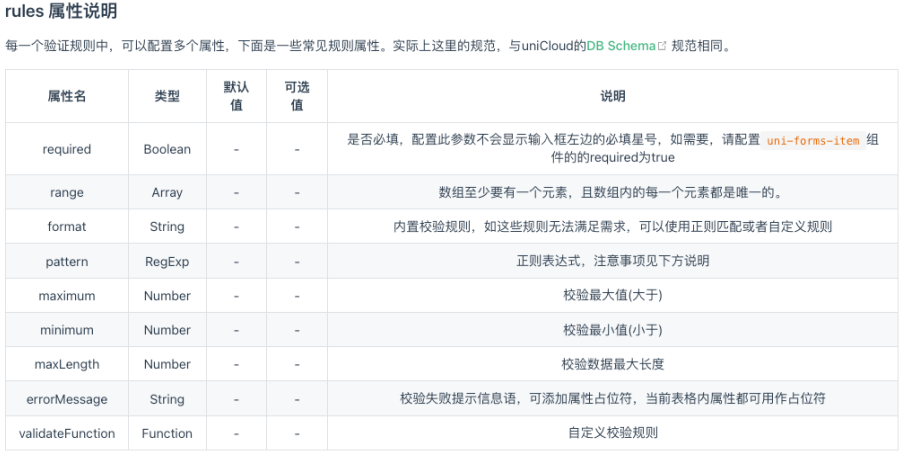 rules 属性说明
每一个验证规则中，可以配置多个属性，下面是一些常见规则属性。实际上这里的规范，与uniCloud的DB Schema 规范相同。
属性名 类型 默认值 可选值 说明
required Boolean - - 是否必填，配置此参数不会显示输入框左边的必填星号，如需要，请配置 uni-forms-item 组
件的的required为true
range Array - - 数组至少要有一个元素，且数组内的每一个元素都是唯一的。
format String - - 内置校验规则，如这些规则无法满足需求，可以使用正则匹配或者自定义规则
pattern RegExp - - 正则表达式，注意事项见下方说明
maximum Number - - 校验最大值(大于)
minimum Number - - 校验最小值(小于)
maxLength Number - - 校验数据最大长度
errorMessage String - - 校验失败提示信息语，可添加属性占位符，当前表格内属性都可用作占位符
validateFunction Function - - 自定义校验规则